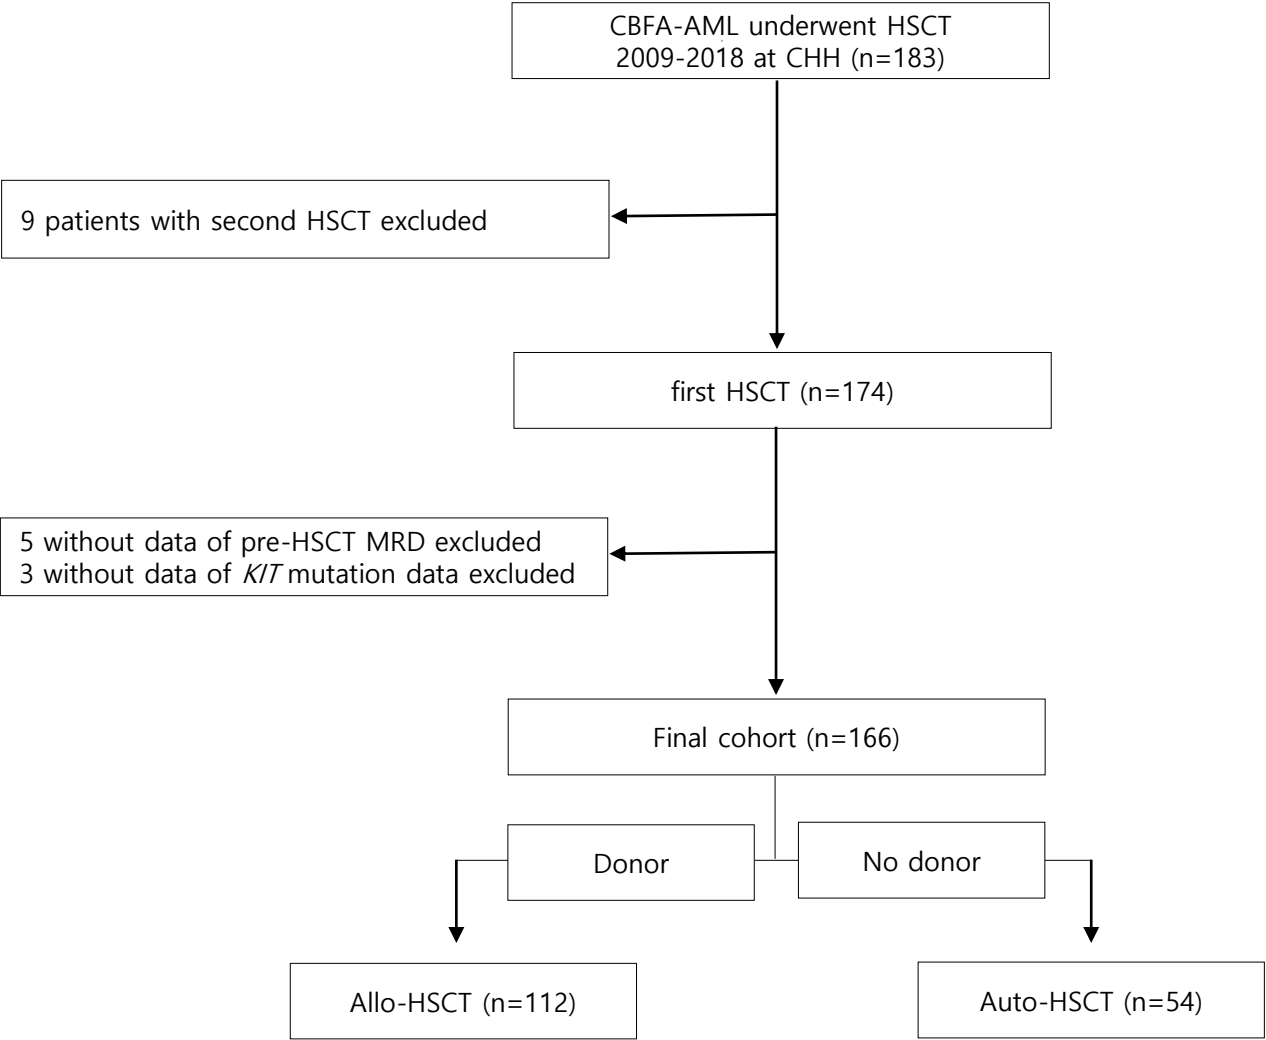 CBFA-AML underwent HSCT
2009-2018 at CHH (n=183)
9 patients with second HSCT excluded
first HSCT (n=174)
5 without data of pre-HSCT MRD excluded
3 without data of KIT mutation data excluded
Final cohort (n=166)
Donor
No donor
Allo-HSCT (n=112)
Auto-HSCT (n=54)